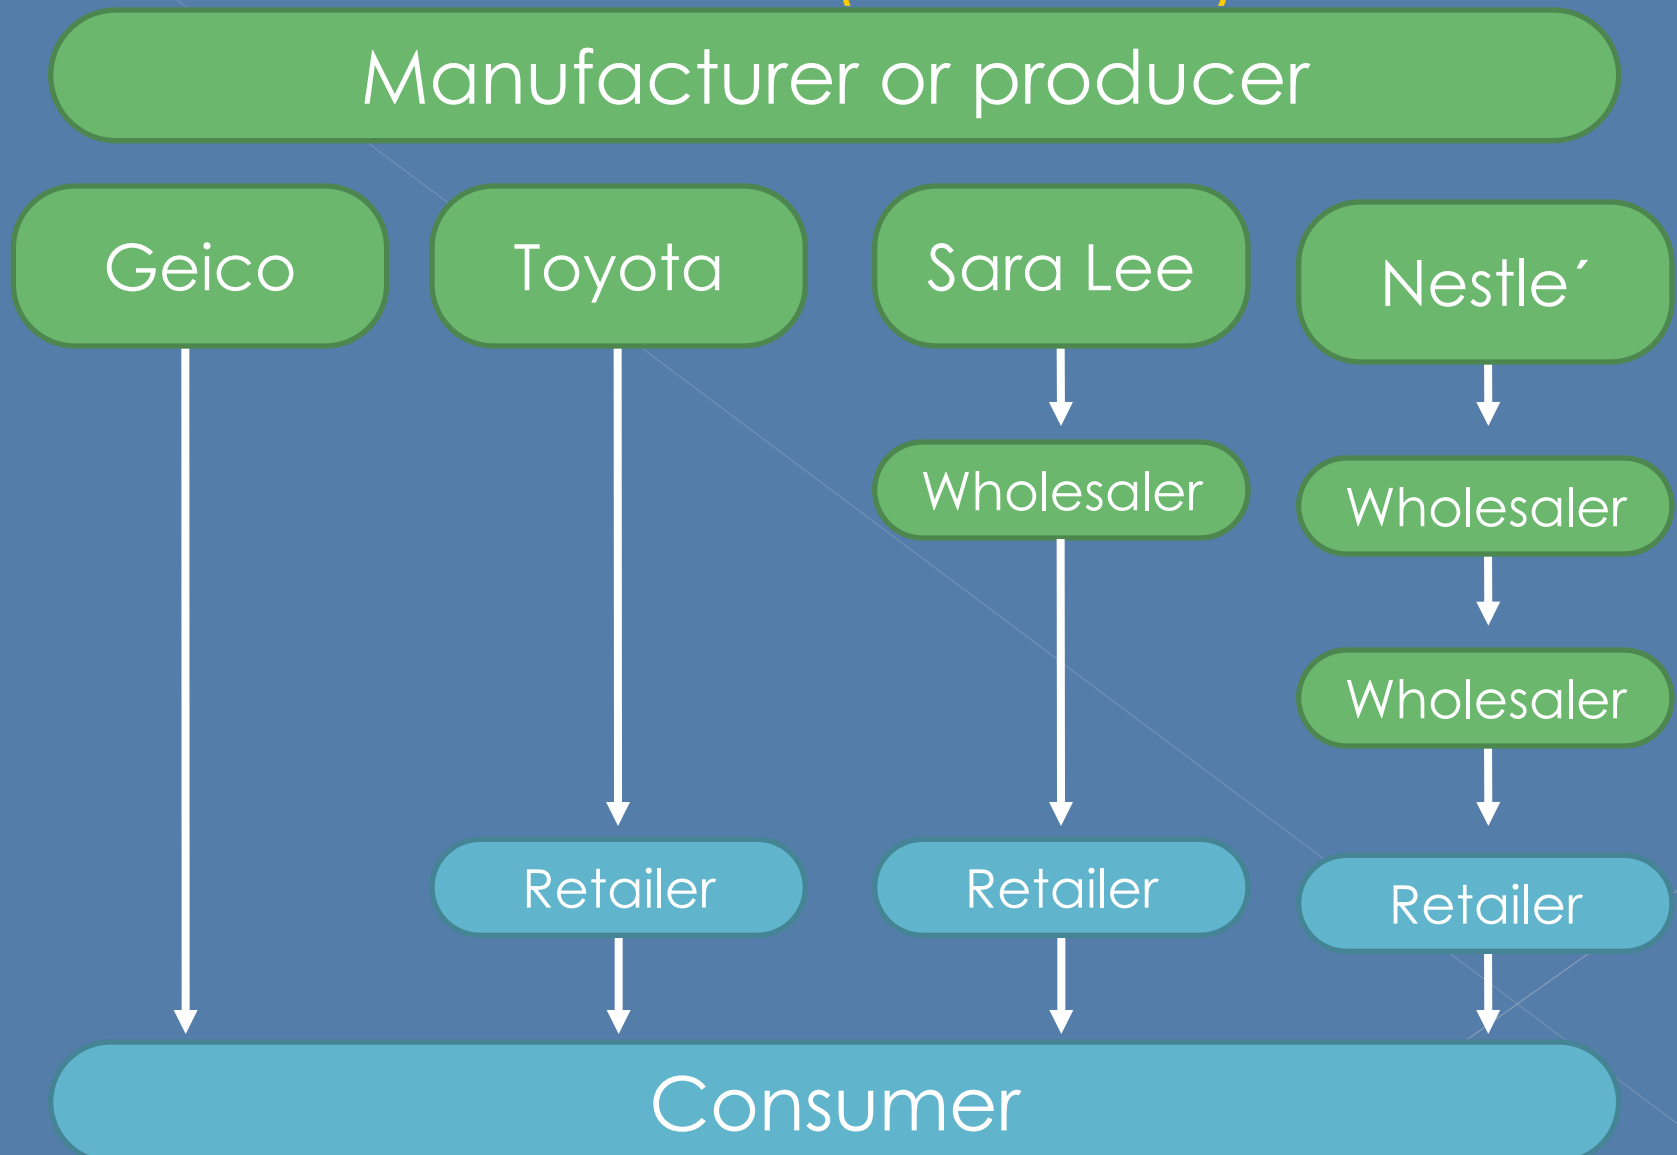 Manufacturer or producer
Geico
Toyota
Sara Lee
Nestle´
Wholesaler
Wholesaler
Wholesaler
Retailer
Retailer
Retailer
Consumer